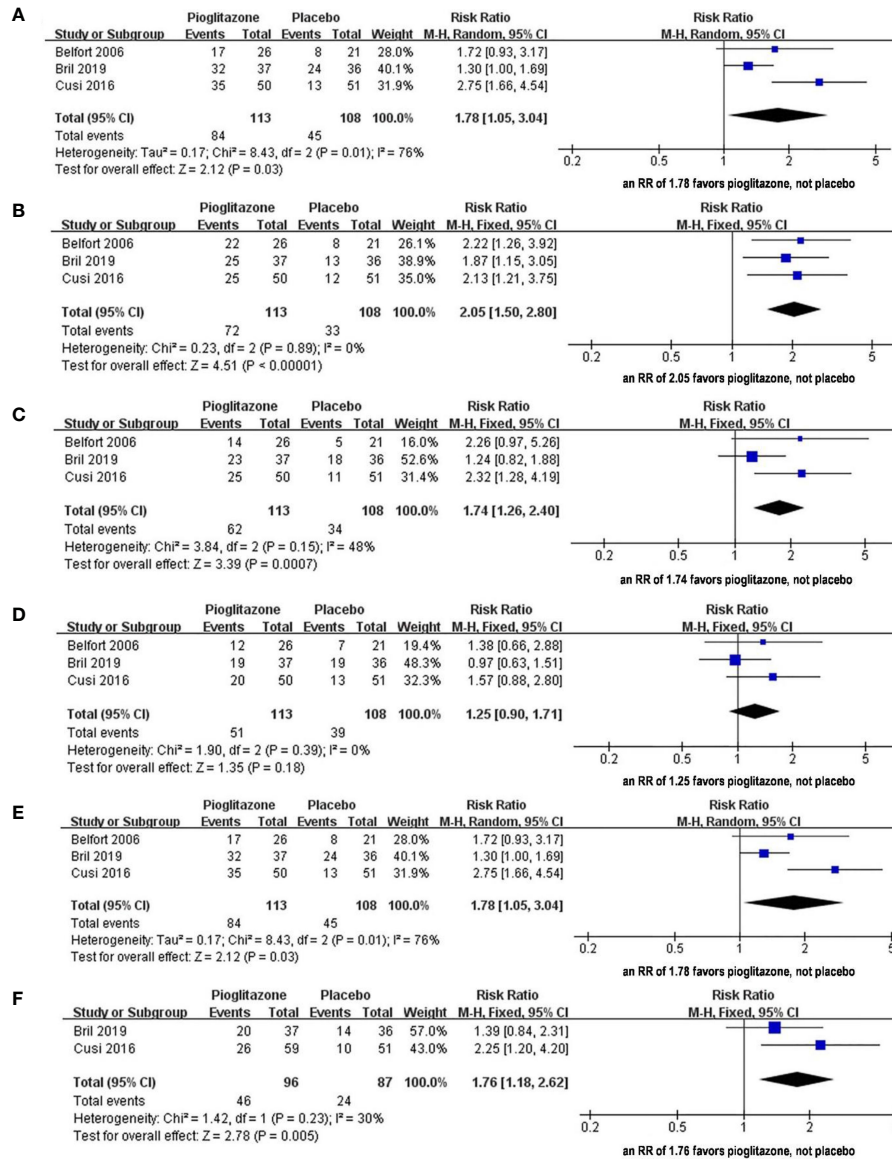 A
Pioglitazone Placebo Risk Ratio Risk Ratio
Study or Subgroup Events Total Events Total Weight M-H, Random, 95% CI M-H, Random, 95% CI
Belfort 2006 17 26 8 21 28.0% 1.72 [0.93, 3.17]
Bril 2019 32 37 24 36 40.1% 1.30 [1.00, 1.69]
Cusi 2016 35 50 13 51 31.9% 2.75 [1.66, 4.54]
Total (95% CI) 113 108 100.0% 1.78 [1.05, 3.04]
Total events 84 45
Heterogeneity: Tau² = 0.17; Chi² = 8.43, df = 2 (P = 0.01); I² = 76%
Test for overall effect: Z = 2.12 (P = 0.03)
0.2 0.5 1 2 5
an RR of 1.78 favors pioglitazone, not placebo
B
Pioglitazone Placebo Risk Ratio Risk Ratio
Study or Subgroup Events Total Events Total Weight M-H, Fixed, 95% CI M-H, Fixed, 95% CI
Belfort 2006 22 26 8 21 26.1% 2.22 [1.26, 3.92]
Bril 2019 25 37 13 36 38.9% 1.87 [1.15, 3.05]
Cusi 2016 25 50 12 51 35.0% 2.13 [1.21, 3.75]
Total (95% CI) 113 108 100.0% 2.05 [1.50, 2.80]
Total events 72 33
Heterogeneity: Chi² = 0.23, df = 2 (P = 0.89); I² = 0%
Test for overall effect: Z = 4.51 (P < 0.00001)
0.2 0.5 1 2 5
an RR of 2.05 favors pioglitazone, not placebo
C
Pioglitazone Placebo Risk Ratio Risk Ratio
Study or Subgroup Events Total Events Total Weight M-H, Fixed, 95% CI M-H, Fixed, 95% CI
Belfort 2006 14 26 5 21 16.0% 2.26 [0.97, 5.26]
Bril 2019 23 37 18 36 52.6% 1.24 [0.82, 1.88]
Cusi 2016 25 50 11 51 31.4% 2.32 [1.28, 4.19]
Total (95% CI) 113 108 100.0% 1.74 [1.26, 2.40]
Total events 62 34
Heterogeneity: Chi² = 3.84, df = 2 (P = 0.15); I² = 48%
Test for overall effect: Z = 3.39 (P = 0.0007)
0.2 0.5 1 2 5
an RR of 1.74 favors pioglitazone, not placebo
D
Pioglitazone Placebo Risk Ratio Risk Ratio
Study or Subgroup Events Total Events Total Weight M-H, Fixed, 95% CI M-H, Fixed, 95% CI
Belfort 2006 12 26 7 21 19.4% 1.38 [0.66, 2.88]
Bril 2019 19 37 19 36 48.3% 0.97 [0.63, 1.51]
Cusi 2016 20 50 13 51 32.3% 1.57 [0.88, 2.80]
Total (95% CI) 113 108 100.0% 1.25 [0.90, 1.71]
Total events 51 39
Heterogeneity: Chi² = 1.90, df = 2 (P = 0.39); I² = 0%
Test for overall effect: Z = 1.35 (P = 0.18)
0.2 0.5 1 2 5
an RR of 1.25 favors pioglitazone, not placebo
E
Pioglitazone Placebo Risk Ratio Risk Ratio
Study or Subgroup Events Total Events Total Weight M-H, Random, 95% CI M-H, Random, 95% CI
Belfort 2006 17 26 8 21 28.0% 1.72 [0.93, 3.17]
Bril 2019 32 37 24 36 40.1% 1.30 [1.00, 1.69]
Cusi 2016 35 50 13 51 31.9% 2.75 [1.66, 4.54]
Total (95% CI) 113 108 100.0% 1.78 [1.05, 3.04]
Total events 84 45
Heterogeneity: Tau² = 0.17; Chi² = 8.43, df = 2 (P = 0.01); I² = 76%
Test for overall effect: Z = 2.12 (P = 0.03)
0.2 0.5 1 2 5
an RR of 1.78 favors pioglitazone, not placebo
F
Pioglitazone Placebo Risk Ratio Risk Ratio
Study or Subgroup Events Total Events Total Weight M-H, Fixed, 95% CI M-H, Fixed, 95% CI
Bril 2019 20 37 14 36 57.0% 1.39 [0.84, 2.31]
Cusi 2016 26 59 10 51 43.0% 2.25 [1.20, 4.20]
Total (95% CI) 96 87 100.0% 1.76 [1.18, 2.62]
Total events 46 24
Heterogeneity: Chi² = 1.42, df = 1 (P = 0.23); I² = 30%
Test for overall effect: Z = 2.78 (P = 0.005)
0.2 0.5 1 2
an RR of 1.76 favors pioglitazone, not placebo